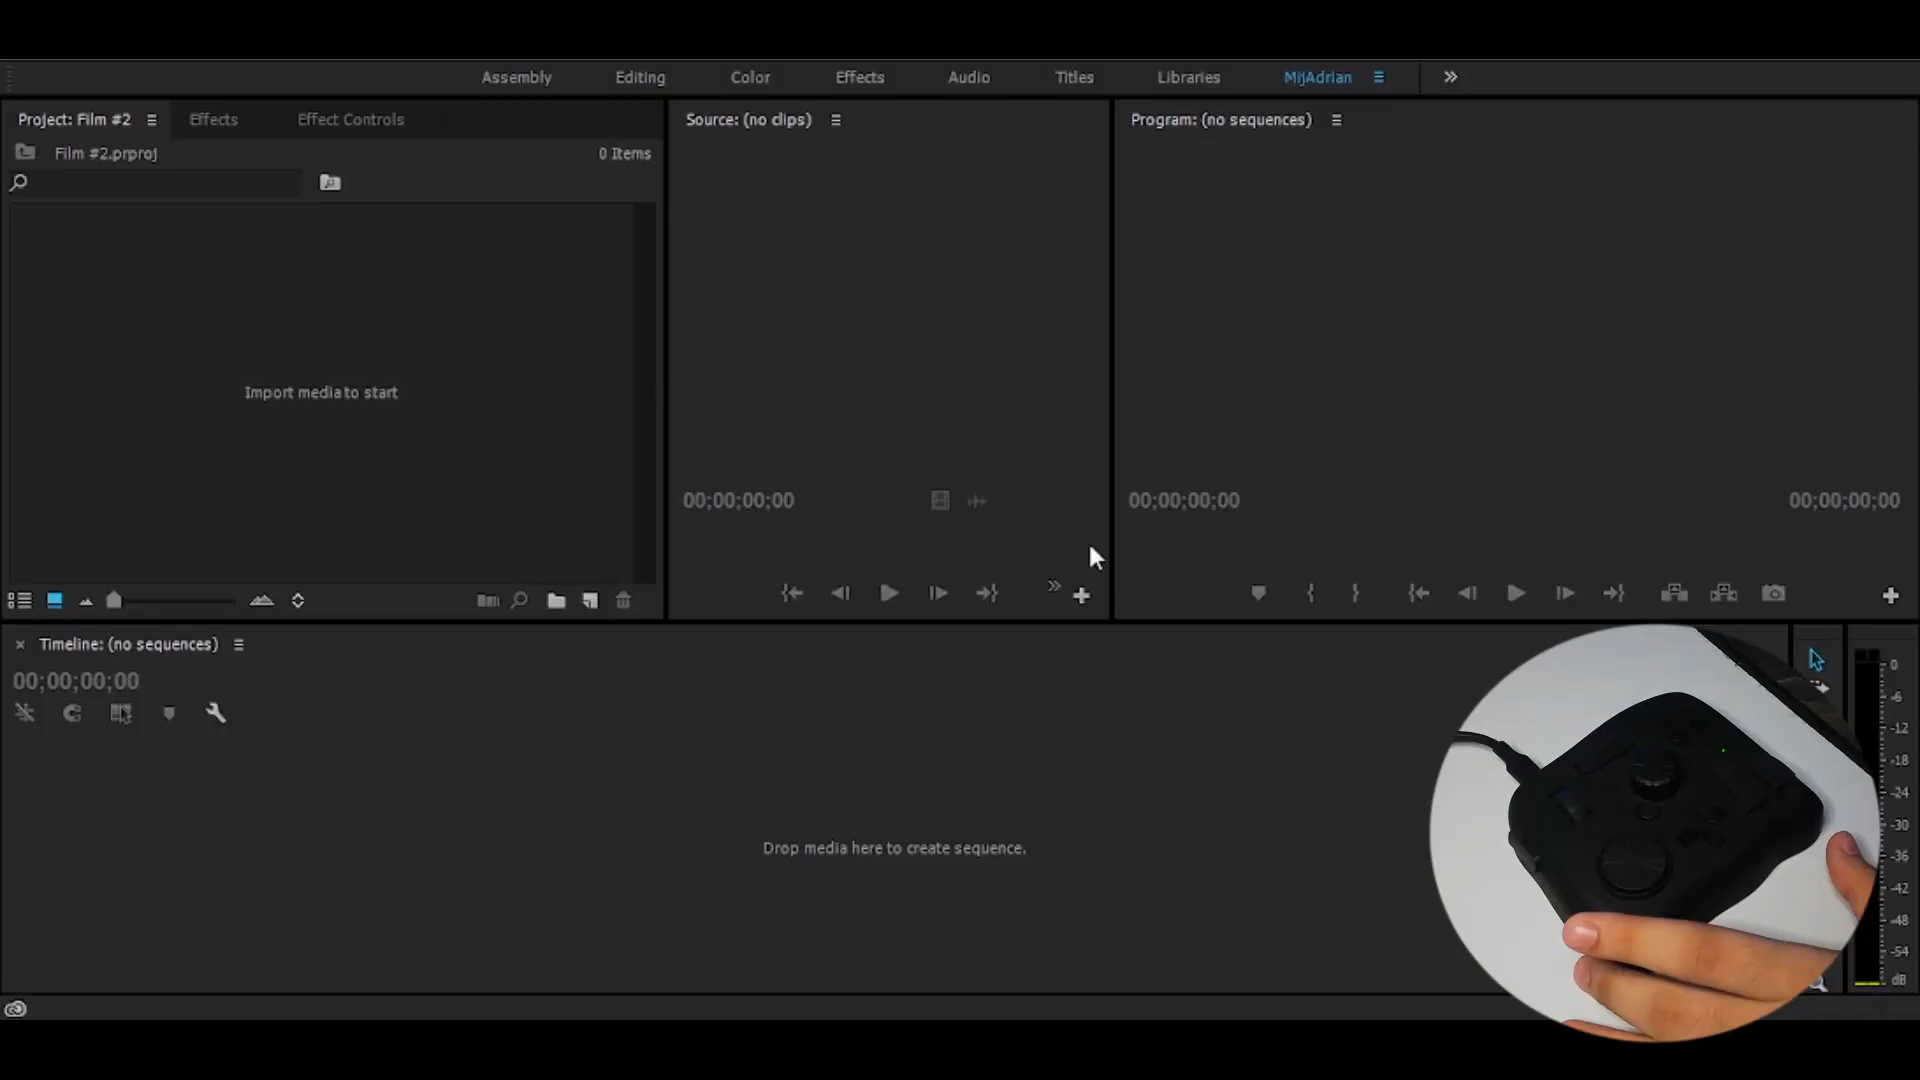 Assembly Editing Color Effects Audio Titles Libraries MijAdrian
Project: Film #2 Effects Effect Controls
Film #2.prproj 0 Items
Import media to start
Source: (no clips)
00;00;00;00
Program: (no sequences)
00;00;00;00 00;00;00;00
Timeline: (no sequences)
00;00;00;00
Drop media here to create sequence.
0
-6
-12
-18
-24
-30
-36
-42
-48
-54
dB